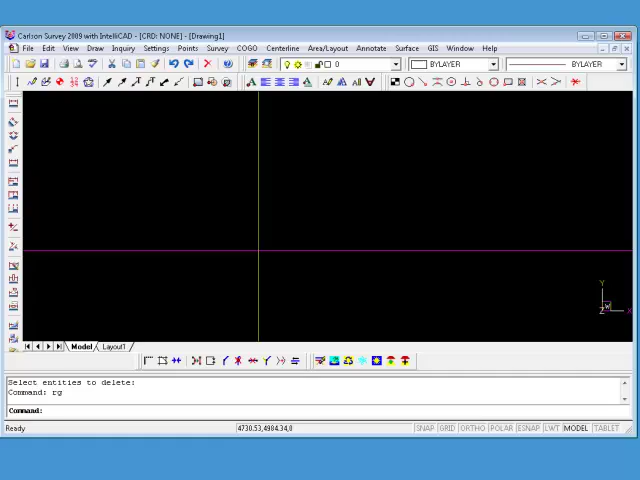 Carlson Survey 2009 with IntelliCAD - [CRD: NONE] - [Drawing1]
File Edit View Draw Inquiry Settings Points Survey COGO Centerline Area/Layout Annotate Surface GIS Window Help
0 BYLAYER BYLAYER
Y
W
Z X
Model Layout1
Select entities to delete:
Command: rg
Command:
Ready 4730.53,4984.34,0 SNAP GRID ORTHO POLAR ESNAP LWT MODEL TABLET